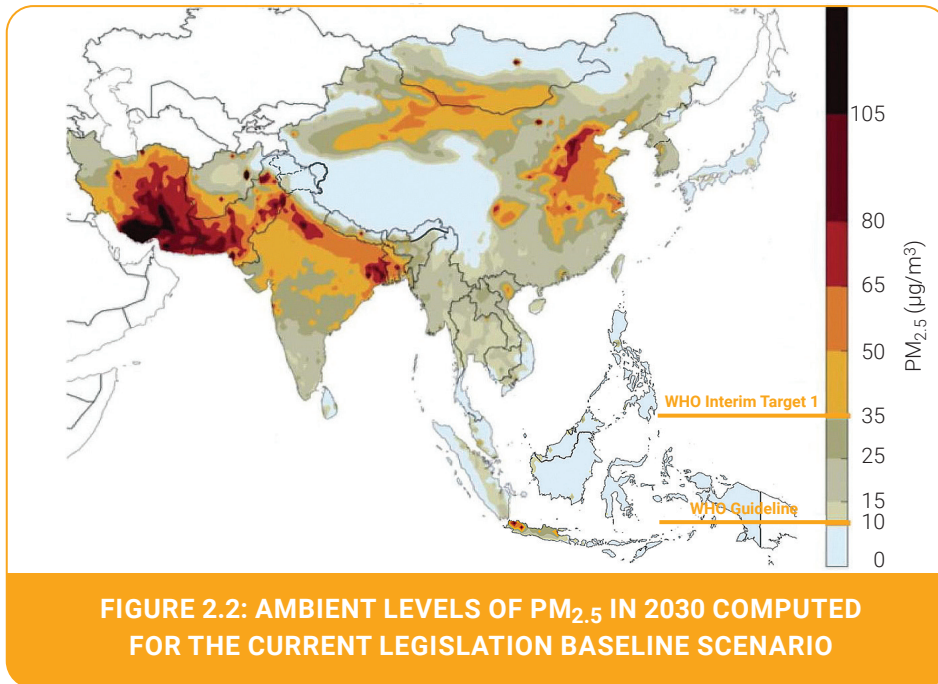 105
80
65
50
35
25
15
10
0
PM2.5 (µg/m³)
WHO Interim Target 1
WHO Guideline
FIGURE 2.2: AMBIENT LEVELS OF PM2.5 IN 2030 COMPUTED
FOR THE CURRENT LEGISLATION BASELINE SCENARIO